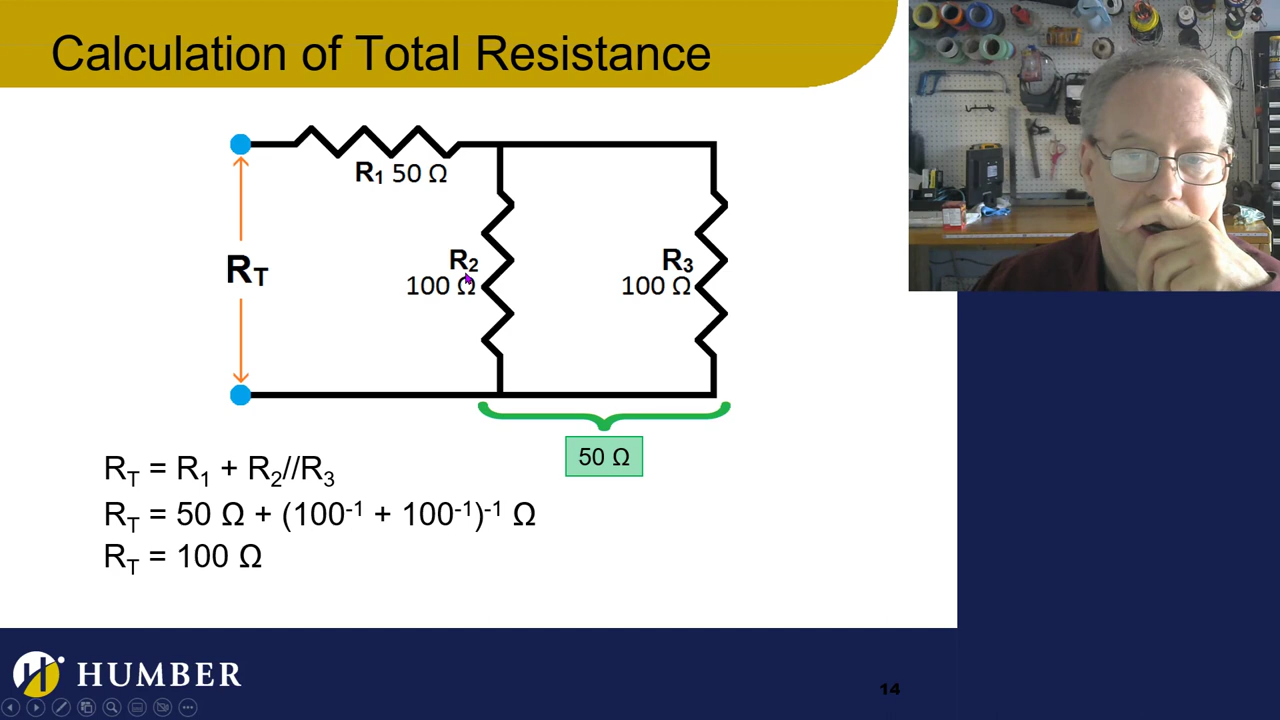 Calculation of Total Resistance
R₁ 50 Ω
R₂
100 Ω
R₃
100 Ω
R_T
50 Ω
R_T = R₁ + R₂//R₃
R_T = 50 Ω + (100⁻¹ + 100⁻¹)⁻¹ Ω
R_T = 100 Ω
HUMBER
14